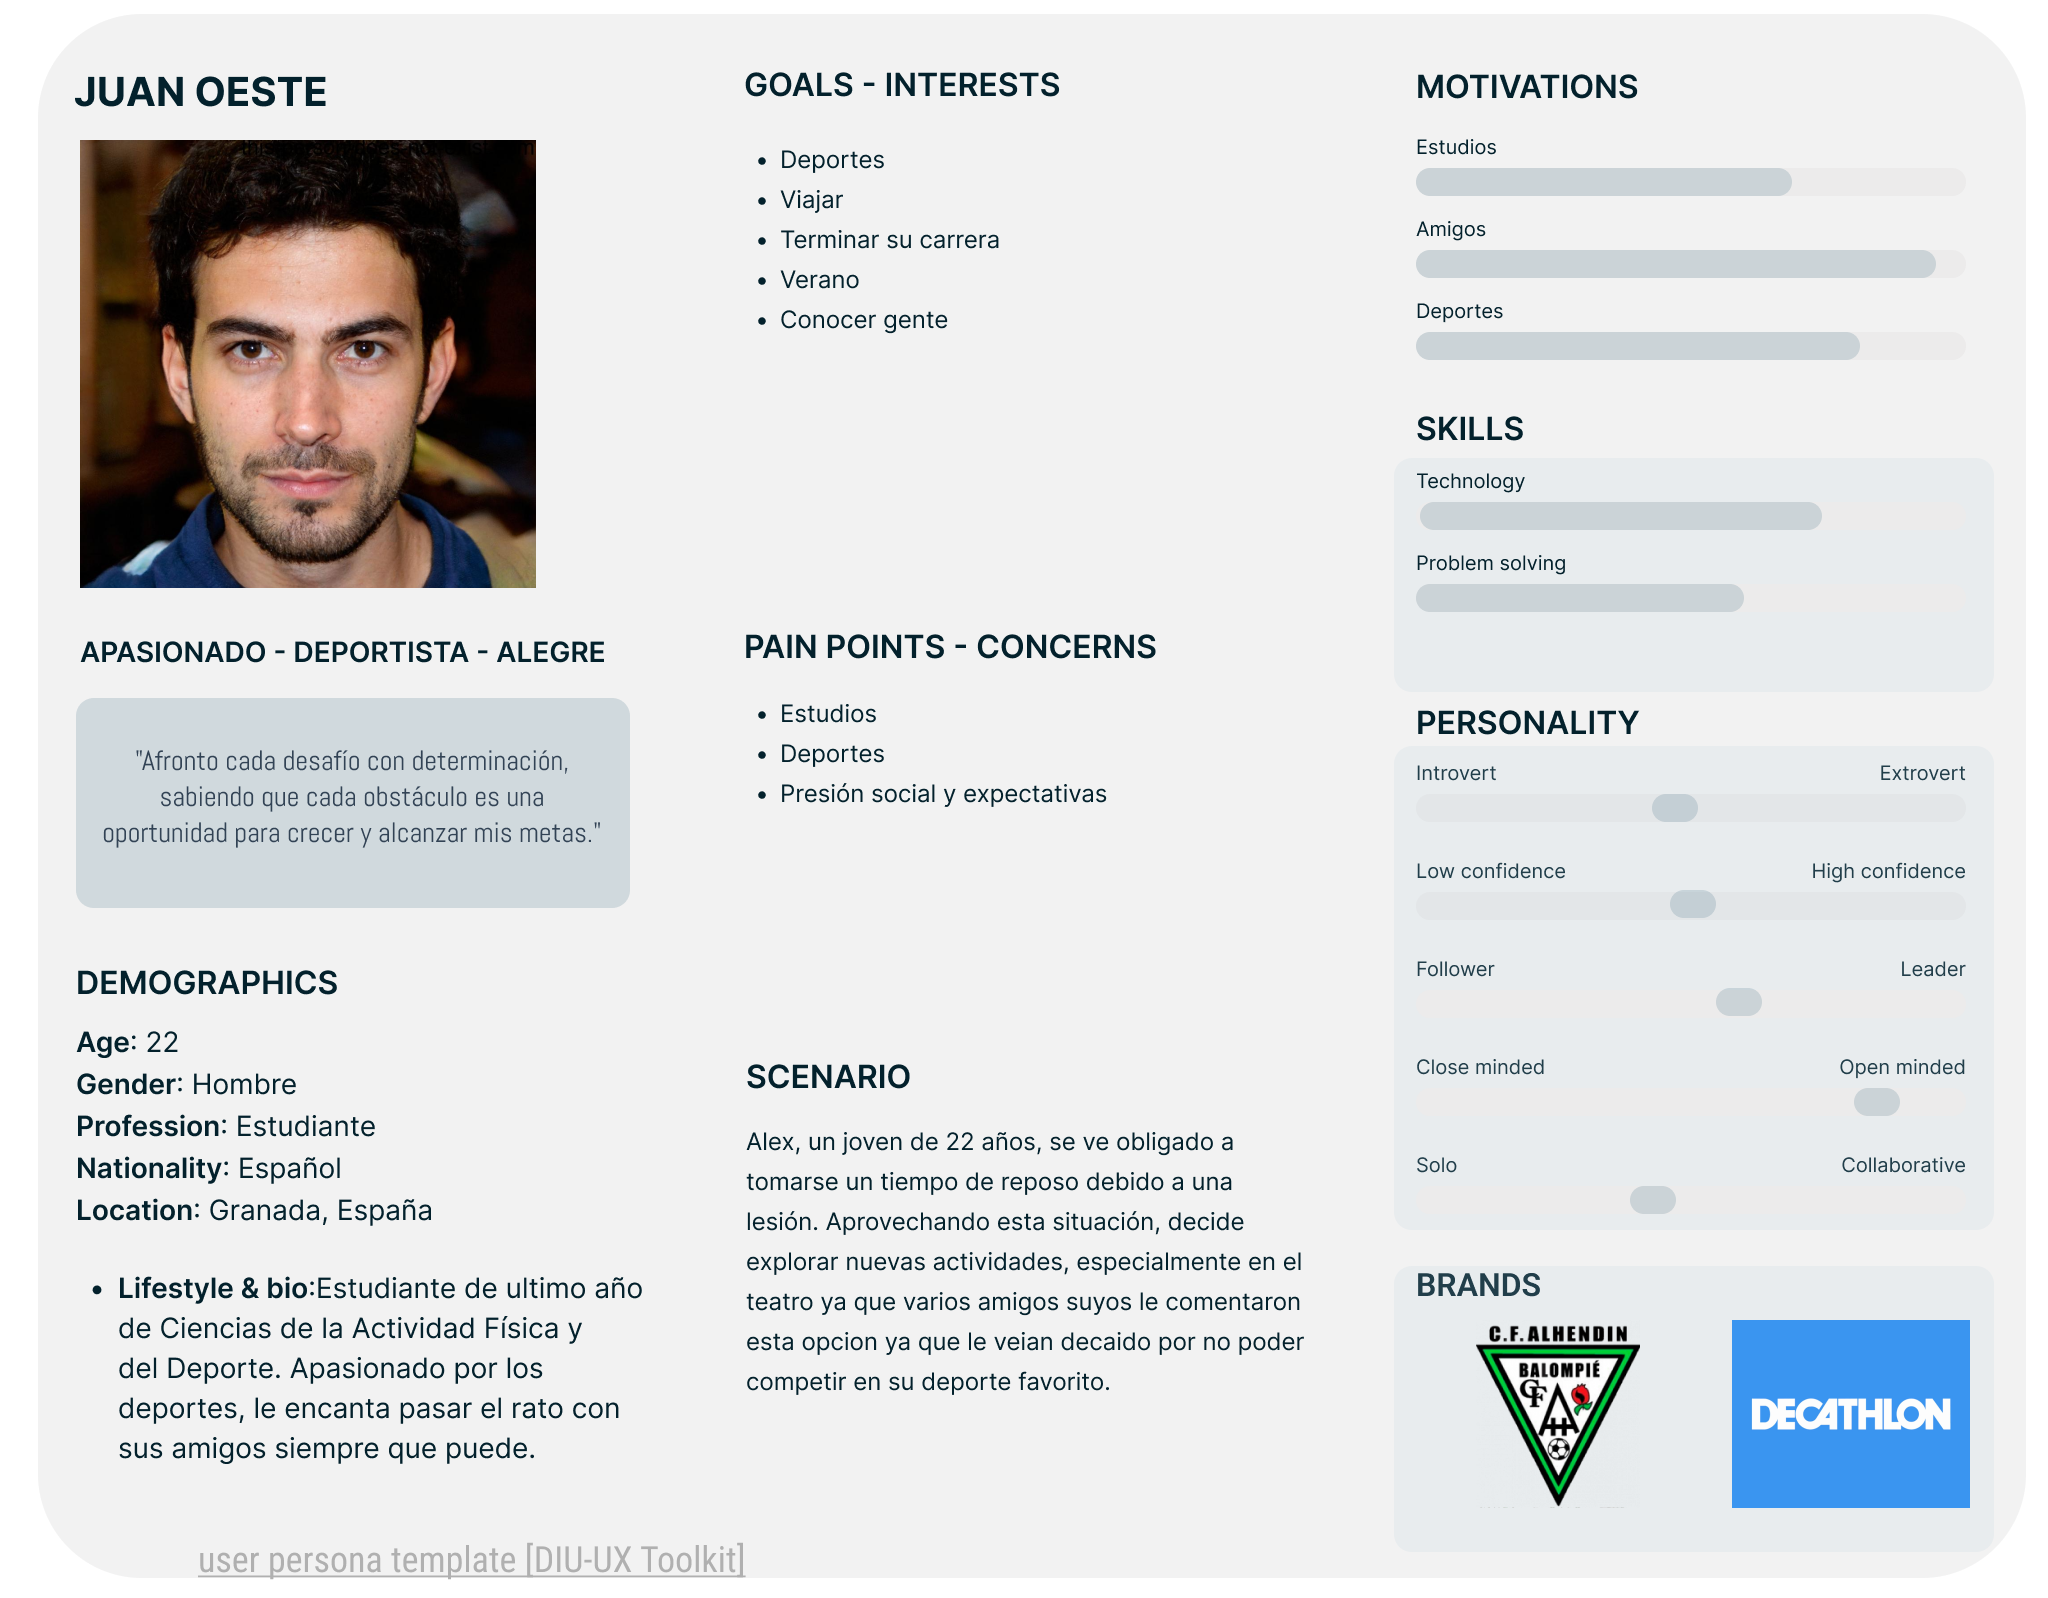 JUAN OESTE
APASIONADO - DEPORTISTA - ALEGRE
"Afronto cada desafío con determinación,
sabiendo que cada obstáculo es una
oportunidad para crecer y alcanzar mis metas."
DEMOGRAPHICS
Age: 22
Gender: Hombre
Profession: Estudiante
Nationality: Español
Location: Granada, España
• Lifestyle & bio:Estudiante de ultimo año
de Ciencias de la Actividad Física y
del Deporte. Apasionado por los
deportes, le encanta pasar el rato con
sus amigos siempre que puede.
GOALS - INTERESTS
• Deportes
• Viajar
• Terminar su carrera
• Verano
• Conocer gente
PAIN POINTS - CONCERNS
• Estudios
• Deportes
• Presión social y expectativas
SCENARIO
Alex, un joven de 22 años, se ve obligado a
tomarse un tiempo de reposo debido a una
lesión. Aprovechando esta situación, decide
explorar nuevas actividades, especialmente en el
teatro ya que varios amigos suyos le comentaron
esta opcion ya que le veian decaido por no poder
competir en su deporte favorito.
MOTIVATIONS
Estudios
Amigos
Deportes
SKILLS
Technology
Problem solving
PERSONALITY
Introvert Extrovert
Low confidence High confidence
Follower Leader
Close minded Open minded
Solo Collaborative
BRANDS
C.F. ALHENDIN
BALOMPIÉ
DECATHLON
user persona template [DIU-UX Toolkit]